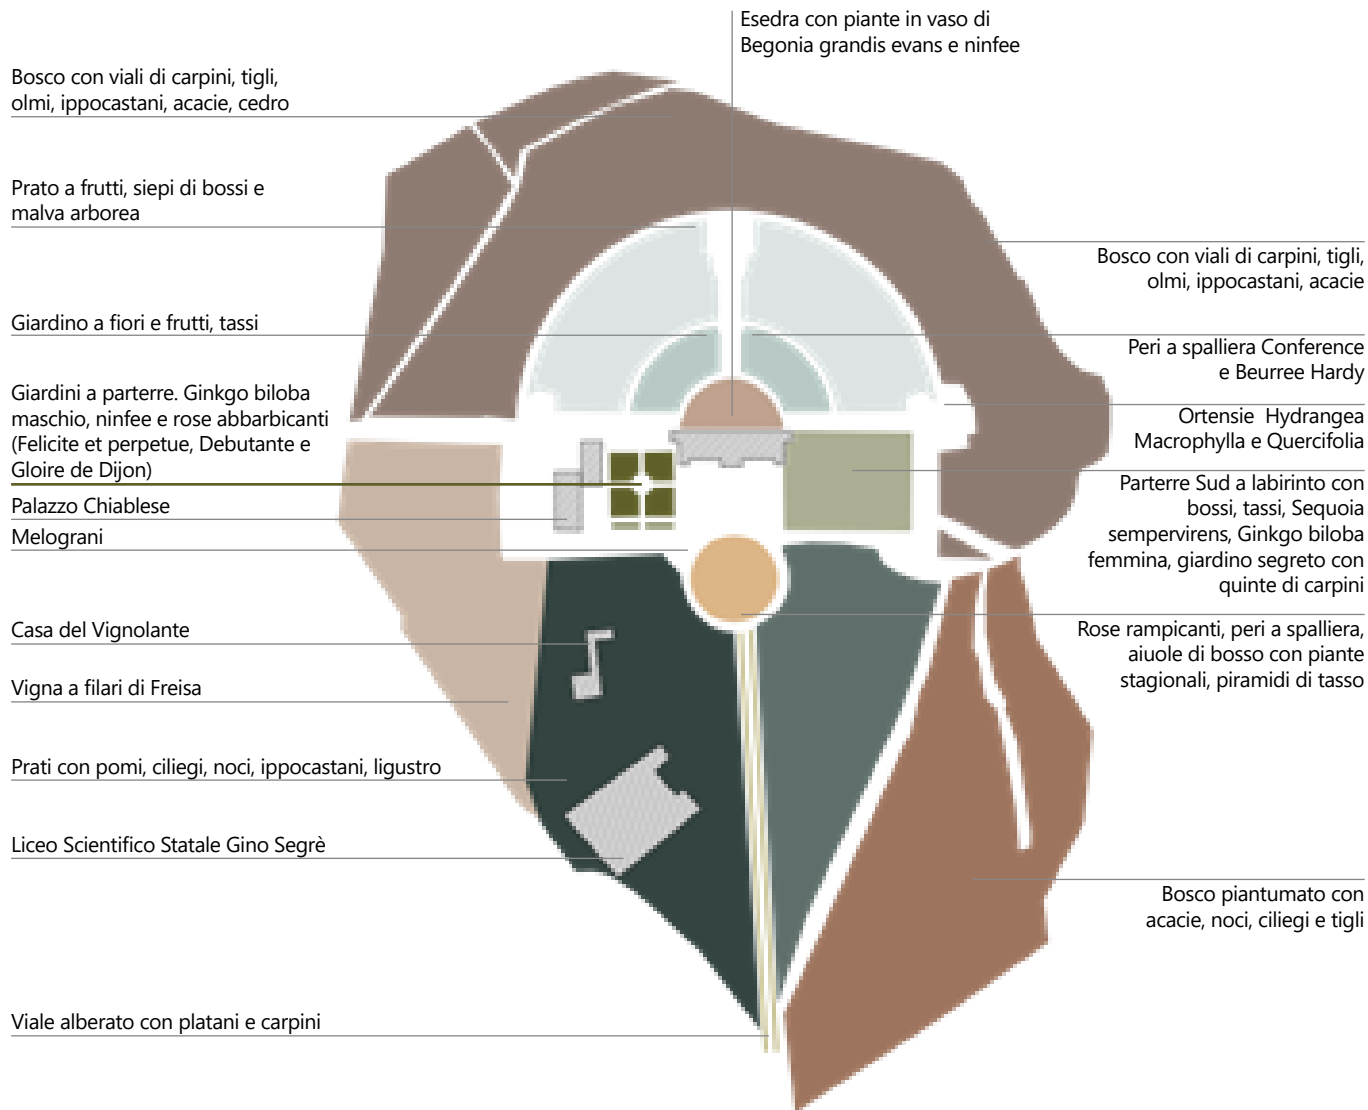 Esedra con piante in vaso di
Begonia grandis evans e ninfee
Bosco con viali di carpini, tigli,
olmi, ippocastani, acacie, cedro
Prato a frutti, siepi di bossi e
malva arborea
Giardino a fiori e frutti, tassi
Giardini a parterre. Ginkgo biloba
maschio, ninfee e rose abbarbicanti
(Felicite et perpetue, Debutante e
Gloire de Dijon)
Palazzo Chiablese
Melograni
Casa del Vignolante
Vigna a filari di Freisa
Prati con pomi, ciliegi, noci, ippocastani, ligustro
Liceo Scientifico Statale Gino Segrè
Viale alberato con platani e carpini
Bosco con viali di carpini, tigli,
olmi, ippocastani, acacie
Peri a spalliera Conference
e Beurree Hardy
Ortensie Hydrangea
Macrophylla e Quercifolia
Parterre Sud a labirinto con
bossi, tassi, Sequoia
sempervirens, Ginkgo biloba
femmina, giardino segreto con
quinte di carpini
Rose rampicanti, peri a spalliera,
aiuole di bosso con piante
stagionali, piramidi di tasso
Bosco piantumato con
acacie, noci, ciliegi e tigli